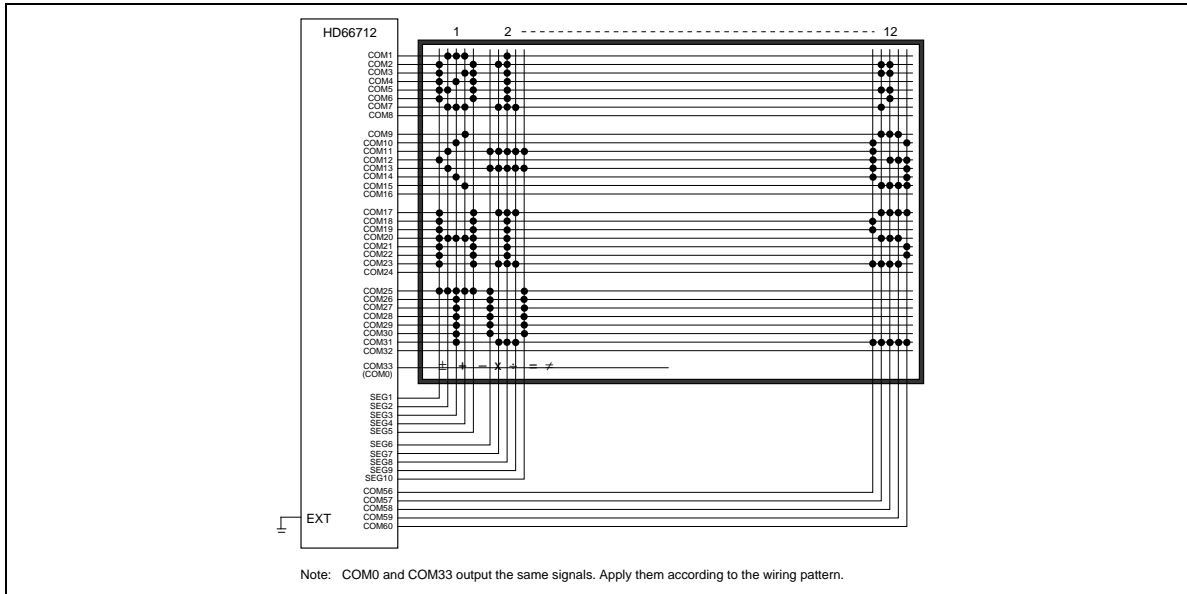 HD66712
1 2 12
COM1
COM2
COM3
COM4
COM5
COM6
COM7
COM8
COM9
COM10
COM11
COM12
COM13
COM14
COM15
COM16
COM17
COM18
COM19
COM20
COM21
COM22
COM23
COM24
COM25
COM26
COM27
COM28
COM29
COM30
COM31
COM32
COM33
(COM0)
± + − x ÷ = ≠
SEG1
SEG2
SEG3
SEG4
SEG5
SEG6
SEG7
SEG8
SEG9
SEG10
COM56
COM57
COM58
COM59
COM60
EXT
Note: COM0 and COM33 output the same signals. Apply them according to the wiring pattern.